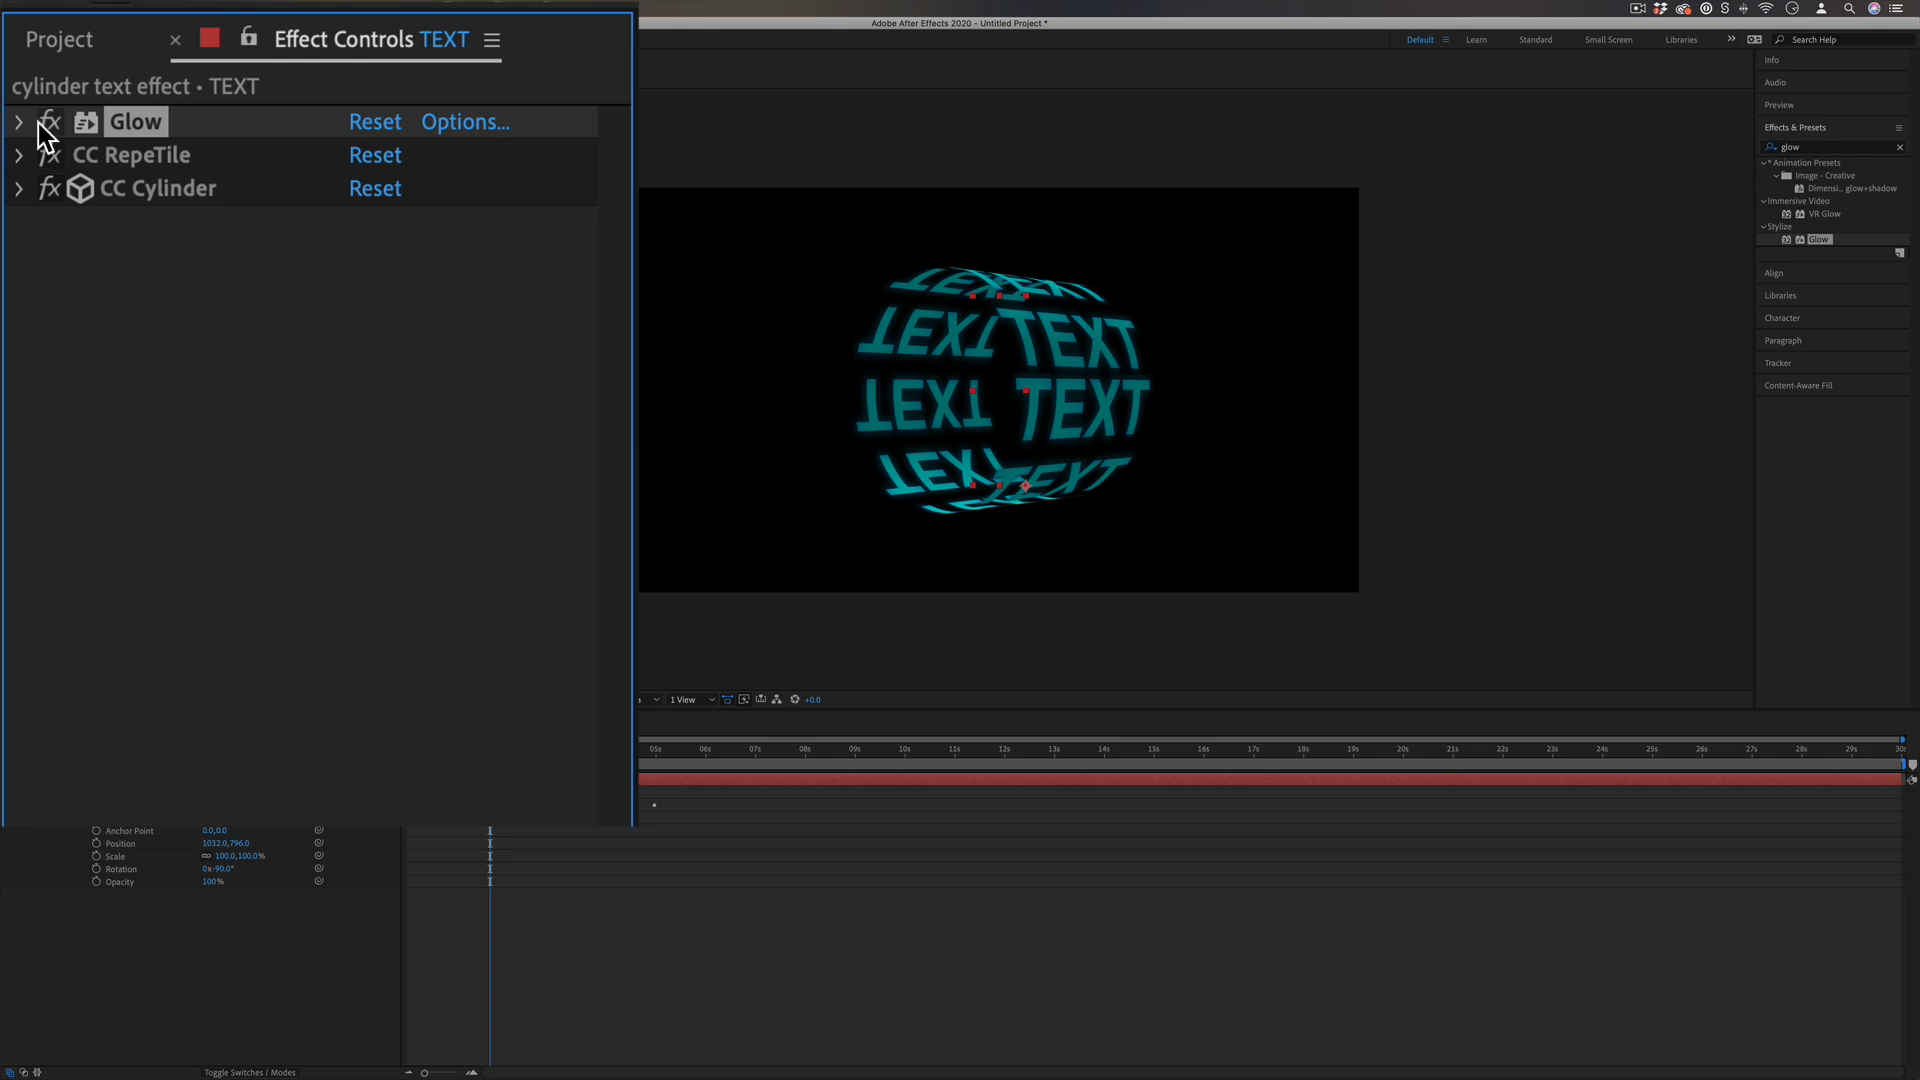 Adobe After Effects 2020 - Untitled Project *
Project
Effect Controls TEXT
cylinder text effect • TEXT
fx Glow Reset Options...
fx CC RepeTile Reset
fx CC Cylinder Reset
Default Learn Standard Small Screen Libraries Search Help
Info
Audio
Preview
Effects & Presets
glow
* Animation Presets
Image - Creative
Dimensi... glow+shadow
Immersive Video
VR Glow
Stylize
Glow
Align
Libraries
Character
Paragraph
Tracker
Content-Aware Fill
TEXT
TEXT TEXT
TEXT TEXT
TEXT TEXT
1 View +0.0
05s 06s 07s 08s 09s 10s 11s 12s 13s 14s 15s 16s 17s 18s 19s 20s 21s 22s 23s 24s 25s 26s 27s 28s 29s 30s
Anchor Point 0.0,0.0
Position 1032.0,796.0
Scale 100.0,100.0%
Rotation 0x-90.0°
Opacity 100%
Toggle Switches / Modes